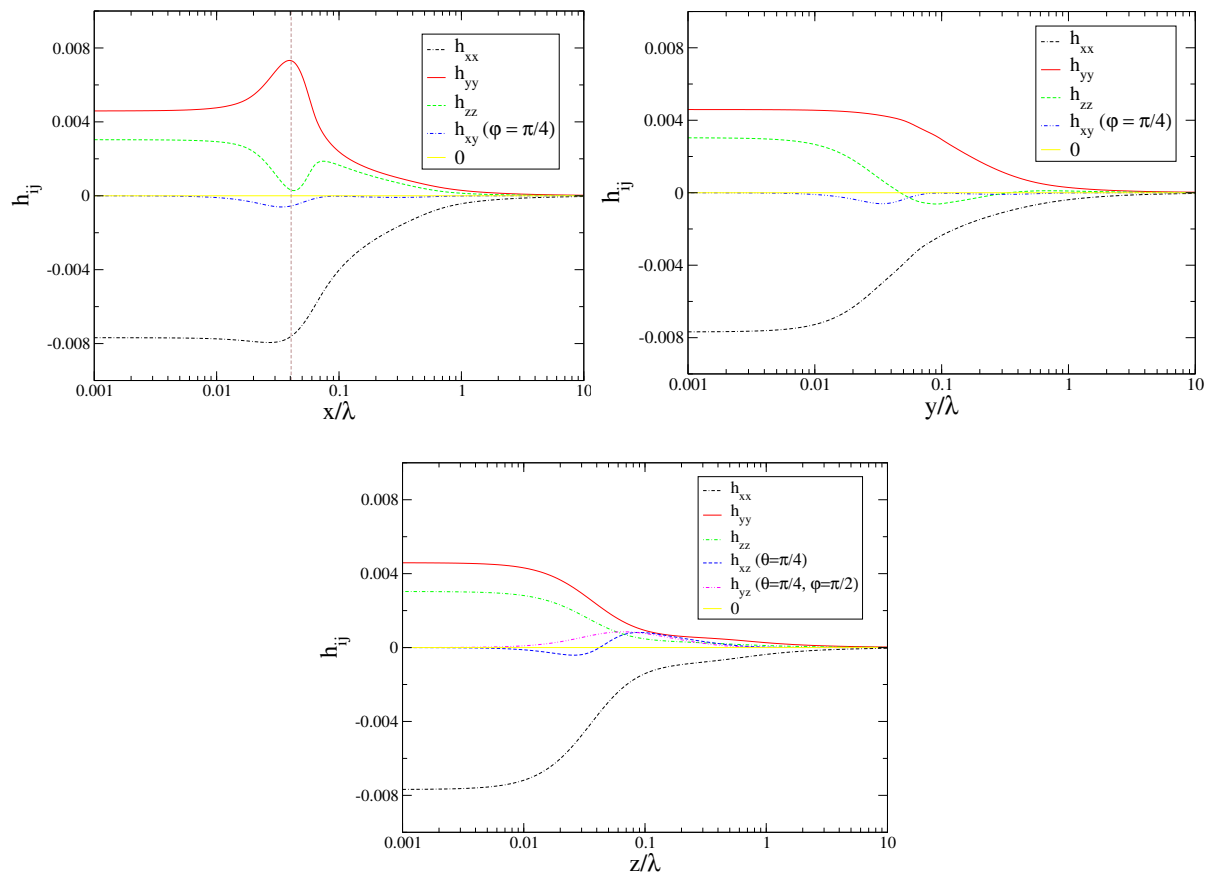 0.008
0.004
0
-0.004
-0.008
h_ij
0.001
0.01
0.1
1
10
x/λ
h_xx
h_yy
h_zz
h_xy (φ = π/4)
0
0.008
0.004
0
-0.004
-0.008
h_ij
0.001
0.01
0.1
1
10
y/λ
h_xx
h_yy
h_zz
h_xy (φ = π/4)
0
0.008
0.004
0
-0.004
-0.008
h_ij
0.001
0.01
0.1
1
10
z/λ
h_xx
h_yy
h_zz
h_xz (θ=π/4)
h_yz (θ=π/4, φ=π/2)
0